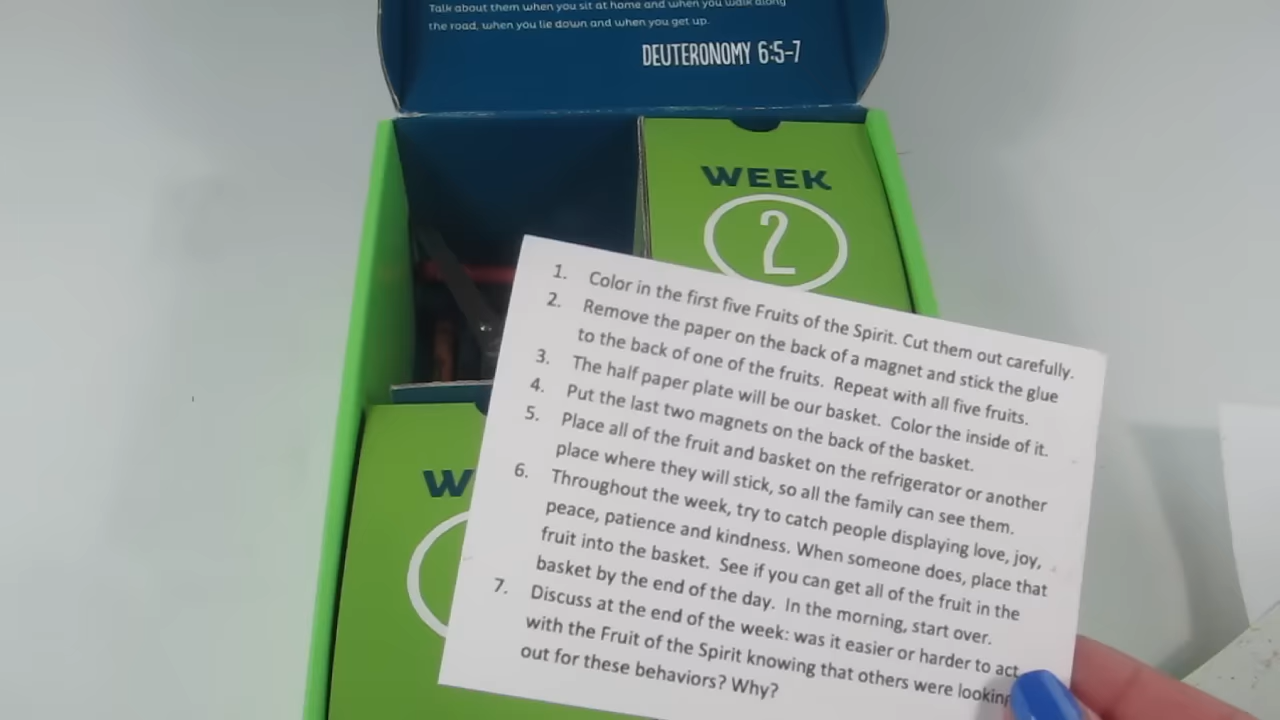 Talk about them when you sit at home and when you walk along
the road, when you lie down and when you get up.
DEUTERONOMY 6:5-7
WEEK
2
1. Color in the first five Fruits of the Spirit. Cut them out carefully.
2. Remove the paper on the back of a magnet and stick the glue
to the back of one of the fruits. Repeat with all five fruits.
3. The half paper plate will be our basket. Color the inside of it.
4. Put the last two magnets on the back of the basket.
5. Place all of the fruit and basket on the refrigerator or another
place where they will stick, so all the family can see them.
6. Throughout the week, try to catch people displaying love, joy,
peace, patience and kindness. When someone does, place that
fruit into the basket. See if you can get all of the fruit in the
basket by the end of the day. In the morning, start over.
7. Discuss at the end of the week: was it easier or harder to act
with the Fruit of the Spirit knowing that others were looking
out for these behaviors? Why?
W